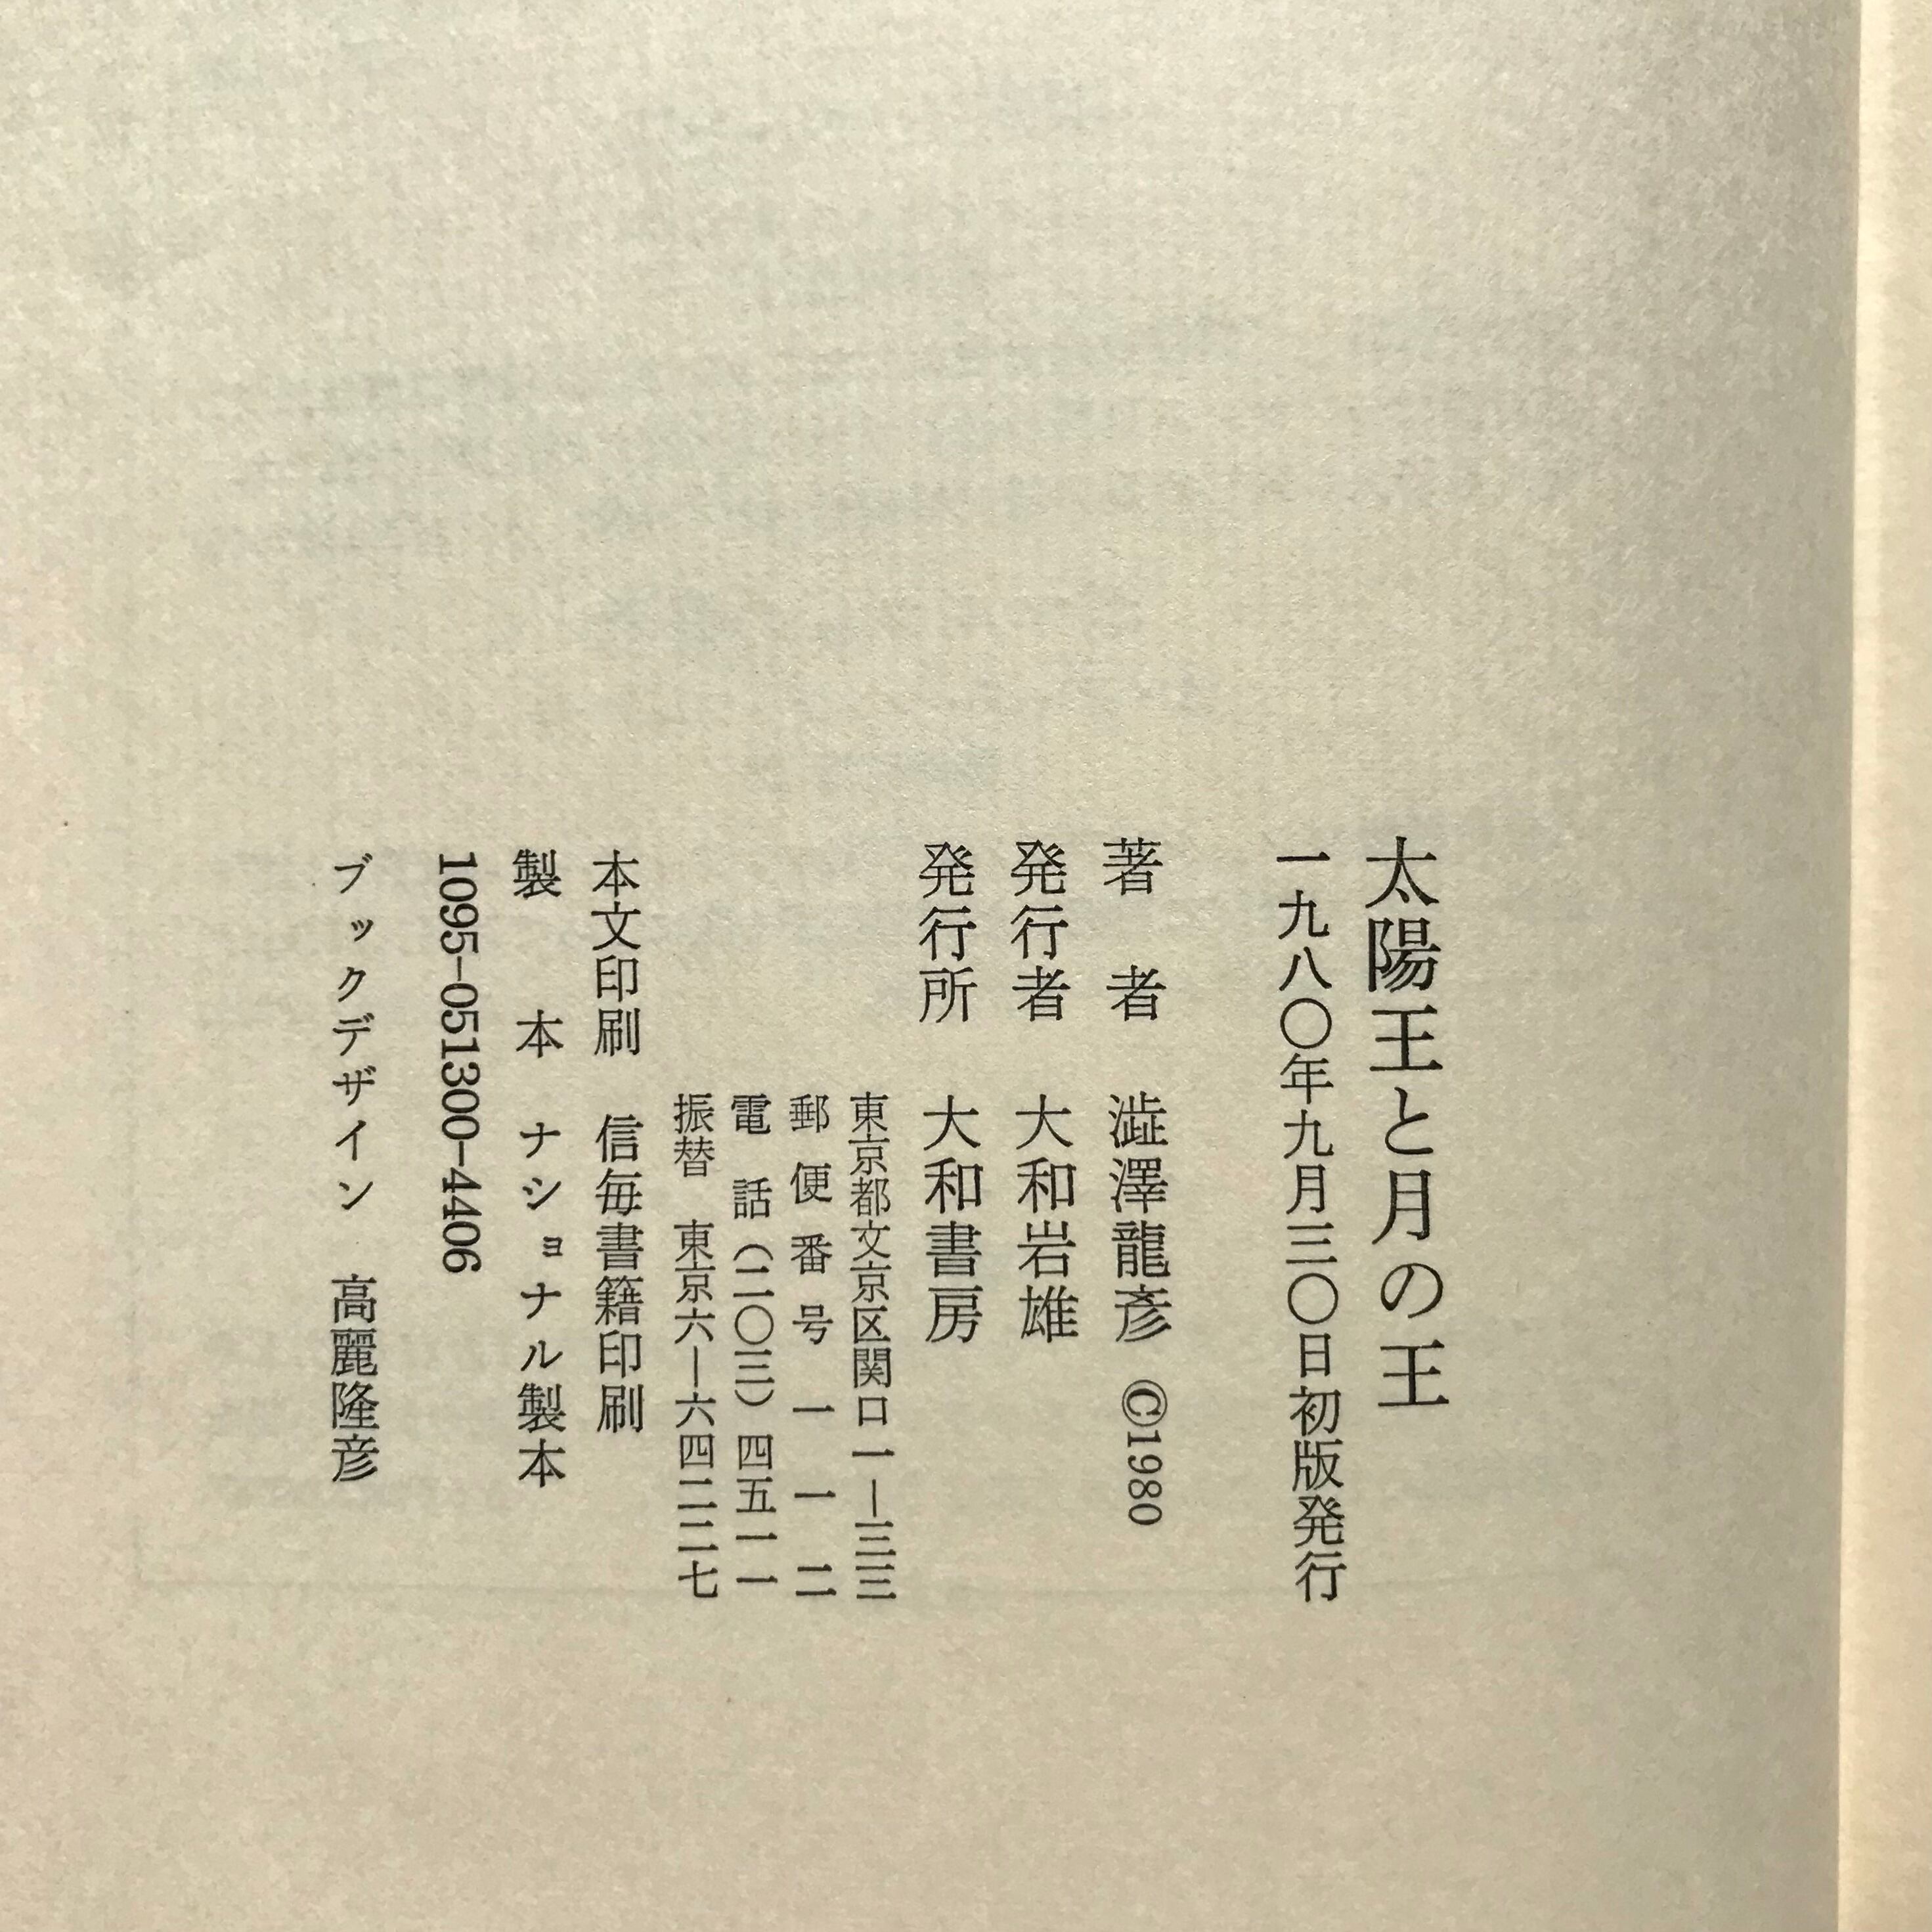 太陽王と月の王
一九八〇年九月三〇日初版発行
著者 澁澤龍彥 ©1980
発行者 大和岩雄
発行所 大和書房
東京都文京区関口一―三三
郵便番号 一一二
電話(二〇三)四五一一
振替 東京六―六四二二七
本文印刷 信毎書籍印刷
製本 ナショナル製本
1095-051300-4406
ブックデザイン 高麗隆彦